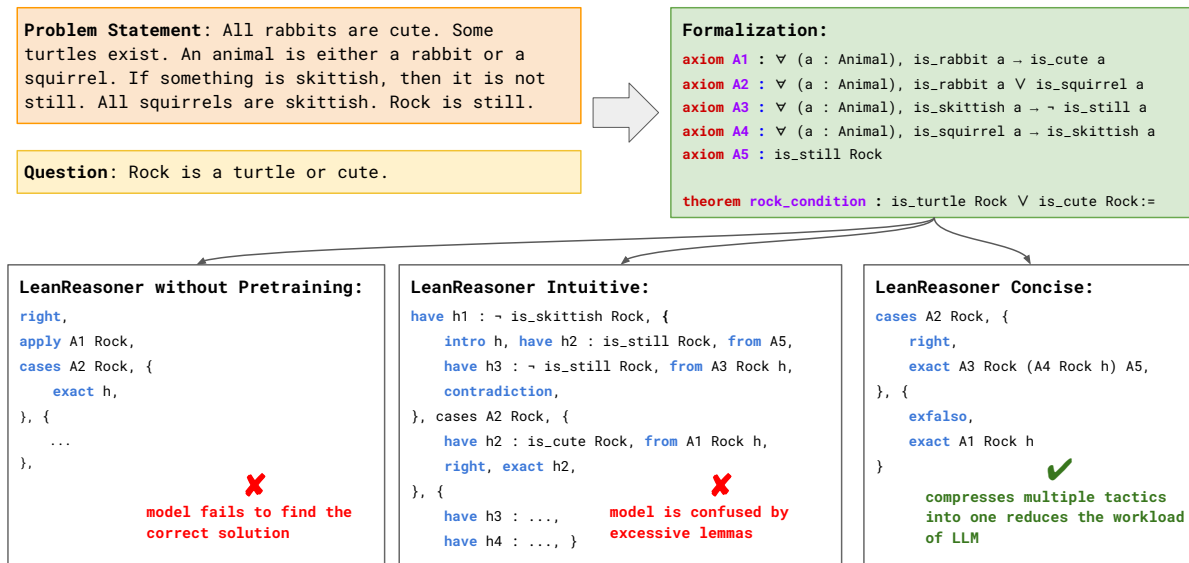 Problem Statement: All rabbits are cute. Some
turtles exist. An animal is either a rabbit or a
squirrel. If something is skittish, then it is not
still. All squirrels are skittish. Rock is still.
Question: Rock is a turtle or cute.
Formalization:
axiom A1 : ∀ (a : Animal), is_rabbit a → is_cute a
axiom A2 : ∀ (a : Animal), is_rabbit a ∨ is_squirrel a
axiom A3 : ∀ (a : Animal), is_skittish a → ¬ is_still a
axiom A4 : ∀ (a : Animal), is_squirrel a → is_skittish a
axiom A5 : is_still Rock
theorem rock_condition : is_turtle Rock ∨ is_cute Rock:=
LeanReasoner without Pretraining:
right,
apply A1 Rock,
cases A2 Rock, {
exact h,
}, {
...
},
✘
model fails to find the
correct solution
LeanReasoner Intuitive:
have h1 : ¬ is_skittish Rock, {
intro h, have h2 : is_still Rock, from A5,
have h3 : ¬ is_still Rock, from A3 Rock h,
contradiction,
}, cases A2 Rock, {
have h2 : is_cute Rock, from A1 Rock h,
right, exact h2,
}, {
have h3 : ...,
have h4 : ..., }
✘
model is confused by
excessive lemmas
LeanReasoner Concise:
cases A2 Rock, {
right,
exact A3 Rock (A4 Rock h) A5,
}, {
exfalso,
exact A1 Rock h
}
✔
compresses multiple tactics
into one reduces the workload
of LLM